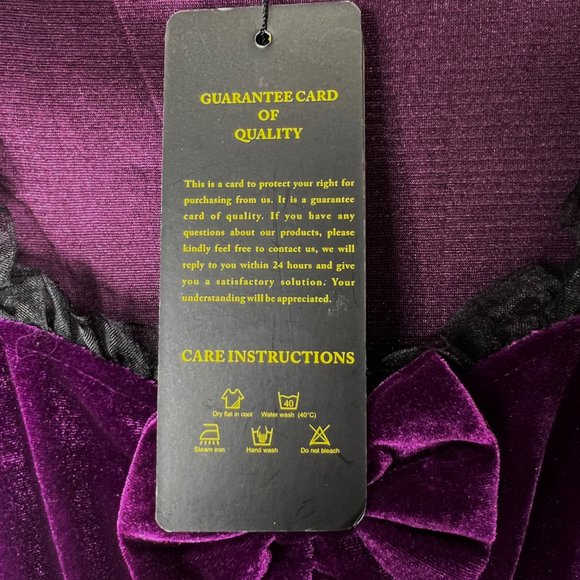 GUARANTEE CARD
OF
QUALITY
This is a card to protect your right for
purchasing from us. It is a guarantee
card of quality. If you have any
questions about our products, please
kindly feel free to contact us, we will
reply to you within 24 hours and give
you a satisfactory solution. Your
understanding will be appreciated.
CARE INSTRUCTIONS
40
Dry flat in cool Water wash (40°C)
Steam iron Hand wash Do not bleach